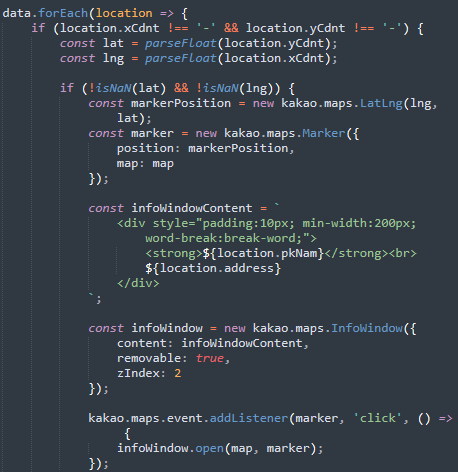 data.forEach(location => {
if (location.xCdnt !== '-' && location.yCdnt !== '-') {
const lat = parseFloat(location.yCdnt);
const lng = parseFloat(location.xCdnt);
if (!isNaN(lat) && !isNaN(lng)) {
const markerPosition = new kakao.maps.LatLng(lng,
lat);
const marker = new kakao.maps.Marker({
position: markerPosition,
map: map
});
const infoWindowContent = `
<div style="padding:10px; min-width:200px;
word-break:break-word;">
<strong>${location.pkNam}</strong><br>
${location.address}
</div>
`;
const infoWindow = new kakao.maps.InfoWindow({
content: infoWindowContent,
removable: true,
zIndex: 2
});
kakao.maps.event.addListener(marker, 'click', () =>
{
infoWindow.open(map, marker);
});